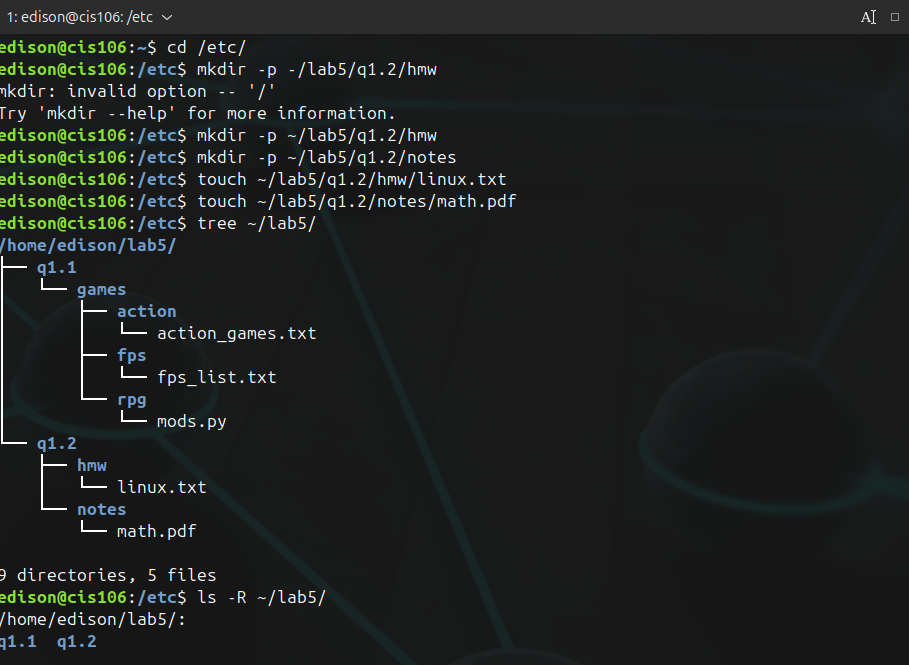 1: edison@cis106: /etc
A
edison@cis106:~$ cd /etc/
edison@cis106:/etc$ mkdir -p -/lab5/q1.2/hmw
mkdir: invalid option -- '/'
Try 'mkdir --help' for more information.
edison@cis106:/etc$ mkdir -p ~/lab5/q1.2/hmw
edison@cis106:/etc$ mkdir -p ~/lab5/q1.2/notes
edison@cis106:/etc$ touch ~/lab5/q1.2/hmw/linux.txt
edison@cis106:/etc$ touch ~/lab5/q1.2/notes/math.pdf
edison@cis106:/etc$ tree ~/lab5/
/home/edison/lab5/
├── q1.1
│   └── games
│       ├── action
│       │   └── action_games.txt
│       ├── fps
│       │   └── fps_list.txt
│       └── rpg
│           └── mods.py
└── q1.2
    ├── hmw
    │   └── linux.txt
    └── notes
        └── math.pdf
9 directories, 5 files
edison@cis106:/etc$ ls -R ~/lab5/
/home/edison/lab5/:
q1.1  q1.2